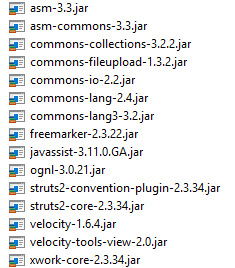 asm-3.3.jar
asm-commons-3.3.jar
commons-collections-3.2.2.jar
commons-fileupload-1.3.2.jar
commons-io-2.2.jar
commons-lang-2.4.jar
commons-lang3-3.2.jar
freemarker-2.3.22.jar
javassist-3.11.0.GA.jar
ognl-3.0.21.jar
struts2-convention-plugin-2.3.34.jar
struts2-core-2.3.34.jar
velocity-1.6.4.jar
velocity-tools-view-2.0.jar
xwork-core-2.3.34.jar